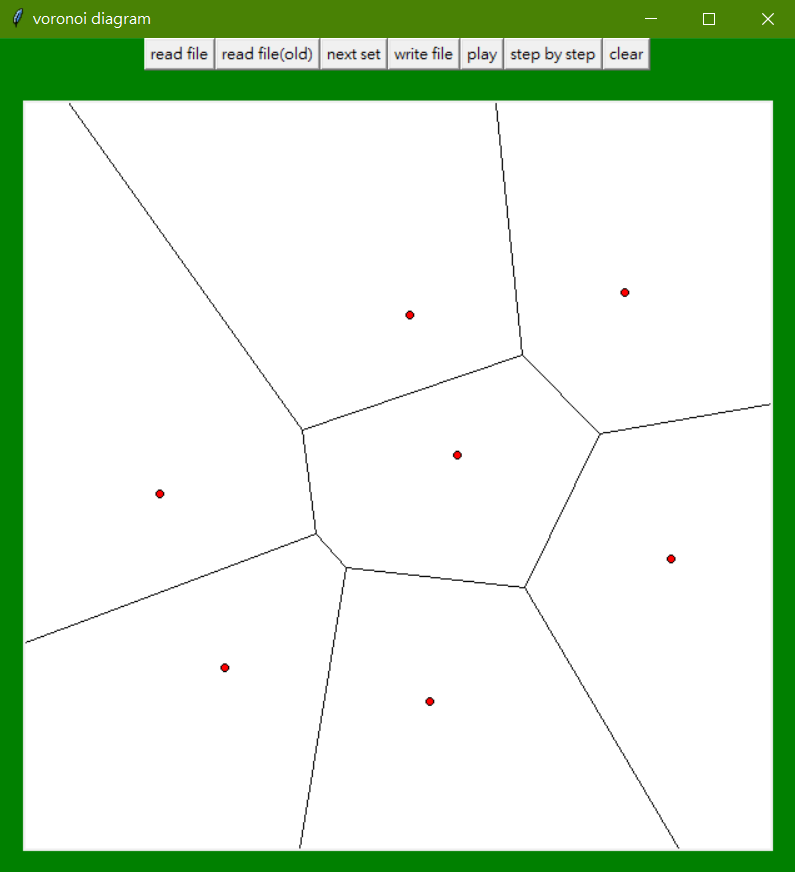 voronoi diagram
read file read file(old) next set write file play step by step clear